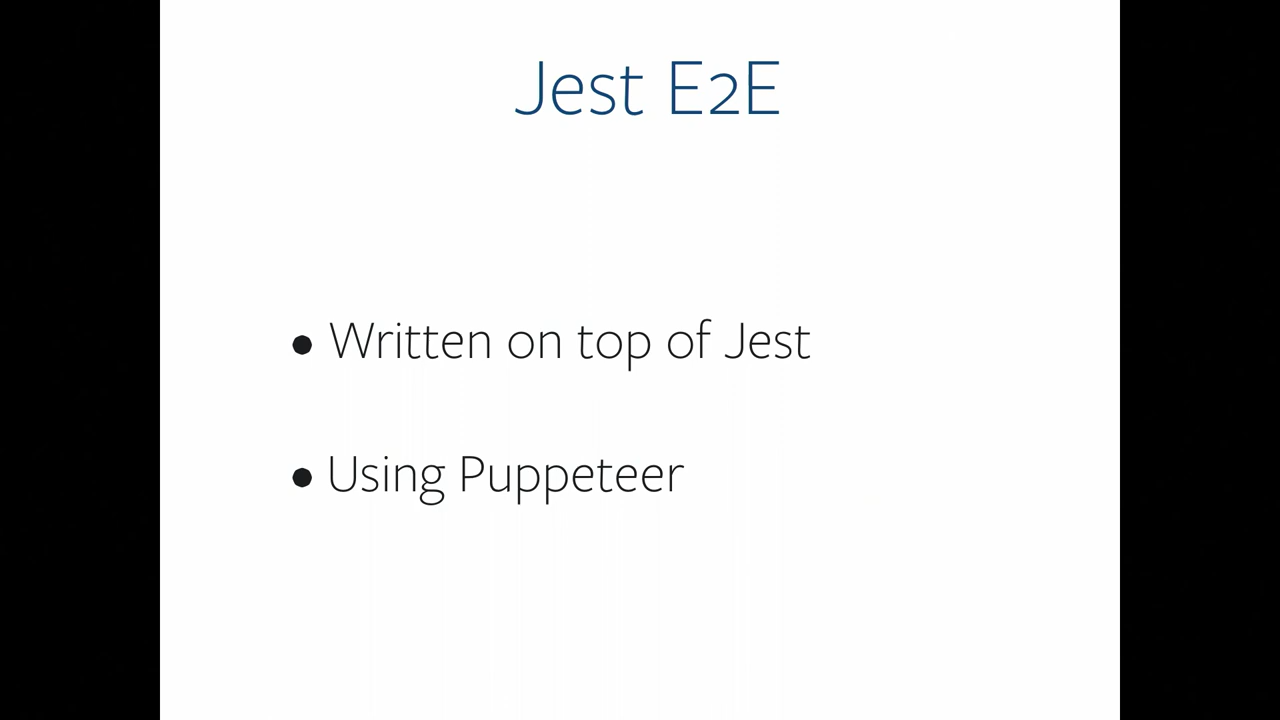 Jest E2E
• Written on top of Jest
• Using Puppeteer